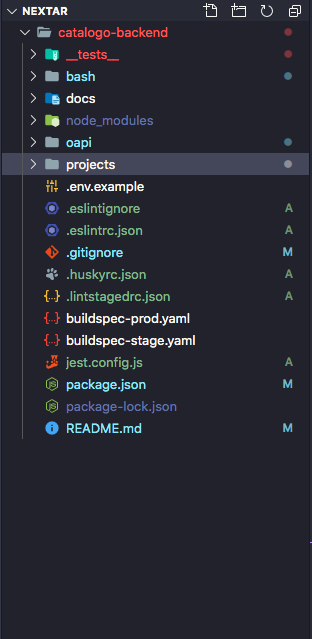 NEXTAR
catalogo-backend
__tests__
bash
docs
node_modules
oapi
projects
.env.example
.eslintignore A
.eslintrc.json A
.gitignore M
.huskyrc.json A
.lintstagedrc.json A
buildspec-prod.yaml
buildspec-stage.yaml
jest.config.js A
package.json M
package-lock.json
README.md M